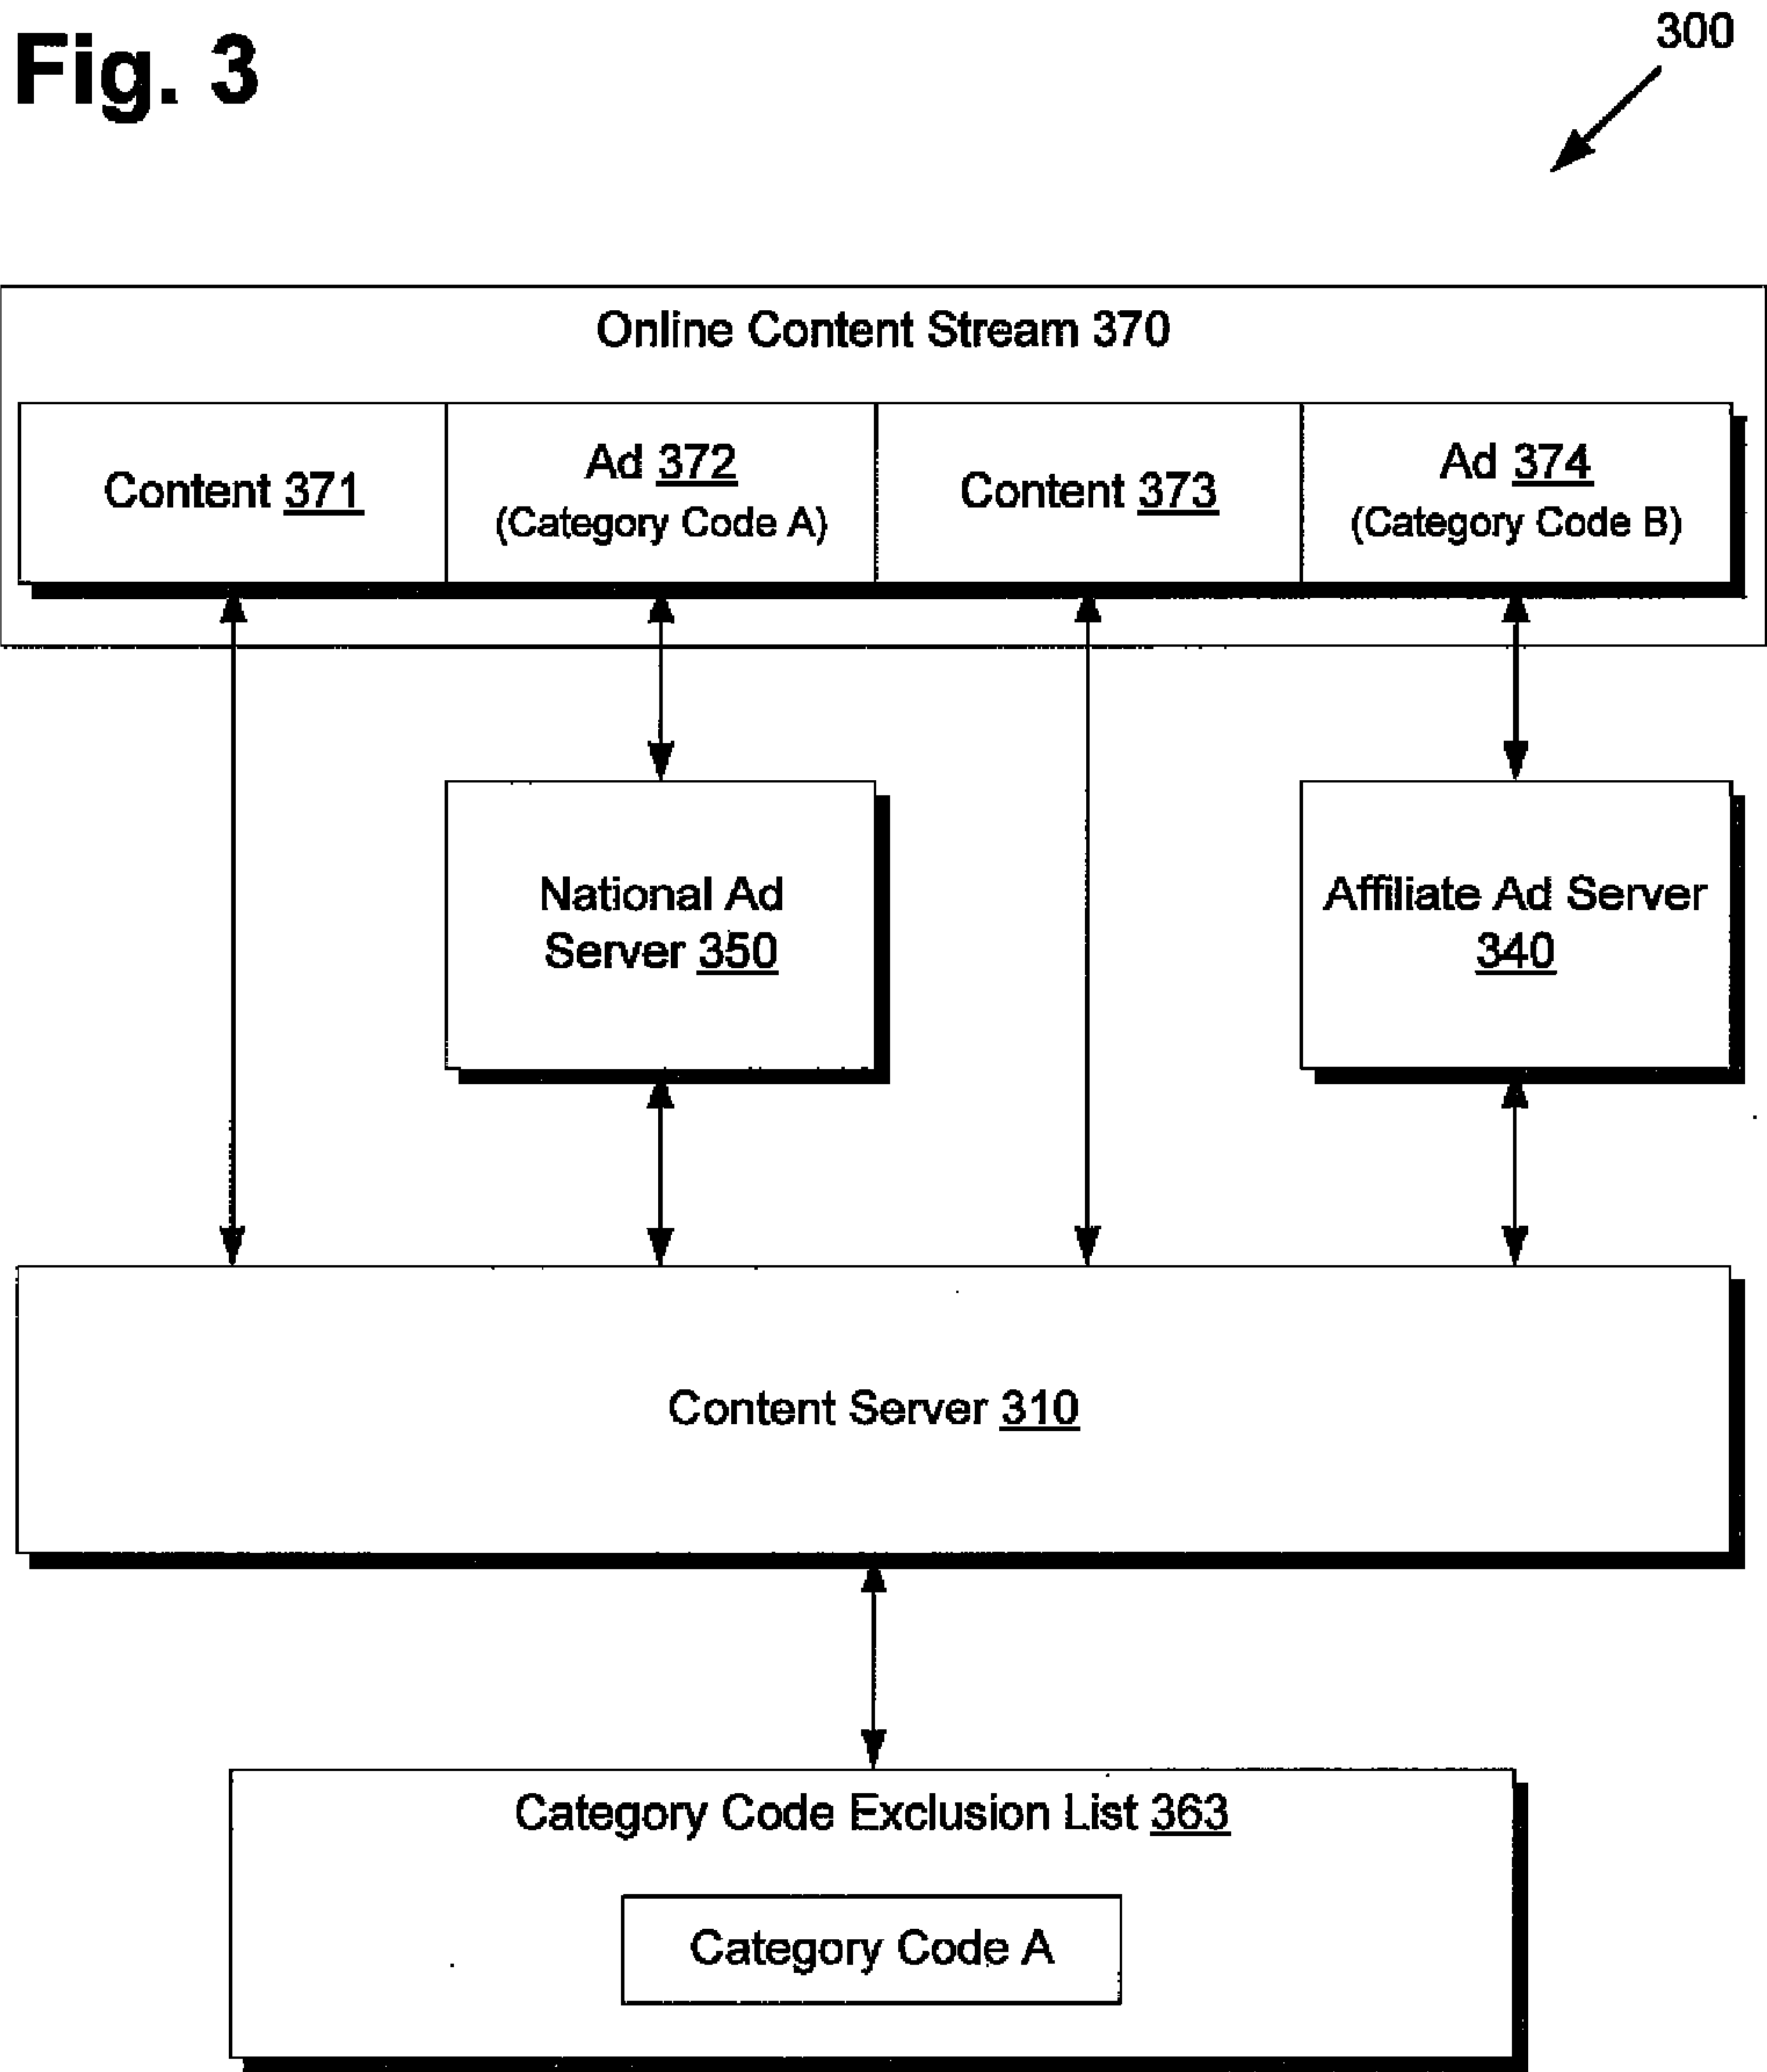 Fig. 3
300
Online Content Stream 370
Content 371
Ad 372
(Category Code A)
Content 373
Ad 374
(Category Code B)
National Ad
Server 350
Affiliate Ad Server
340
Content Server 310
Category Code Exclusion List 363
Category Code A